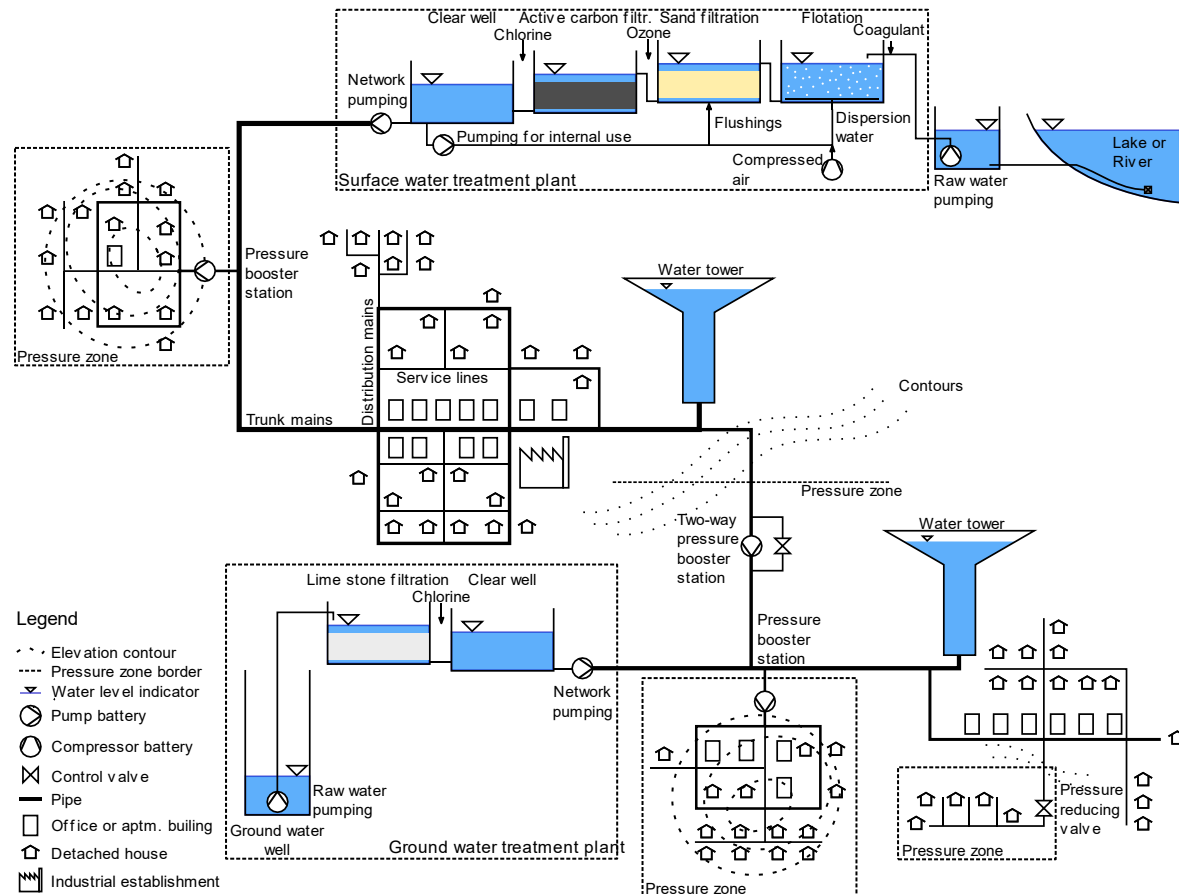 Clear well
Active carbon filtr.
Sand filtration
Flotation
Chlorine
Ozone
Coagulant
Network
pumping
Pumping for internal use
Flushings
Dispersion
water
Compressed
air
Surface water treatment plant
Raw water
pumping
Lake or
River
Pressure
booster
station
Pressure zone
Distribution mains
Service lines
Trunk mains
Water tower
Contours
Pressure zone
Two-way
pressure
booster
station
Water tower
Lime stone filtration
Clear well
Chlorine
Pressure
booster
station
Network
pumping
Raw water
pumping
Ground water
well
Ground water treatment plant
Pressure zone
Pressure
reducing
valve
Pressure zone
Legend
Elevation contour
Pressure zone border
Water level indicator
Pump battery
Compressor battery
Control valve
Pipe
Office or aptm. builing
Detached house
Industrial establishment